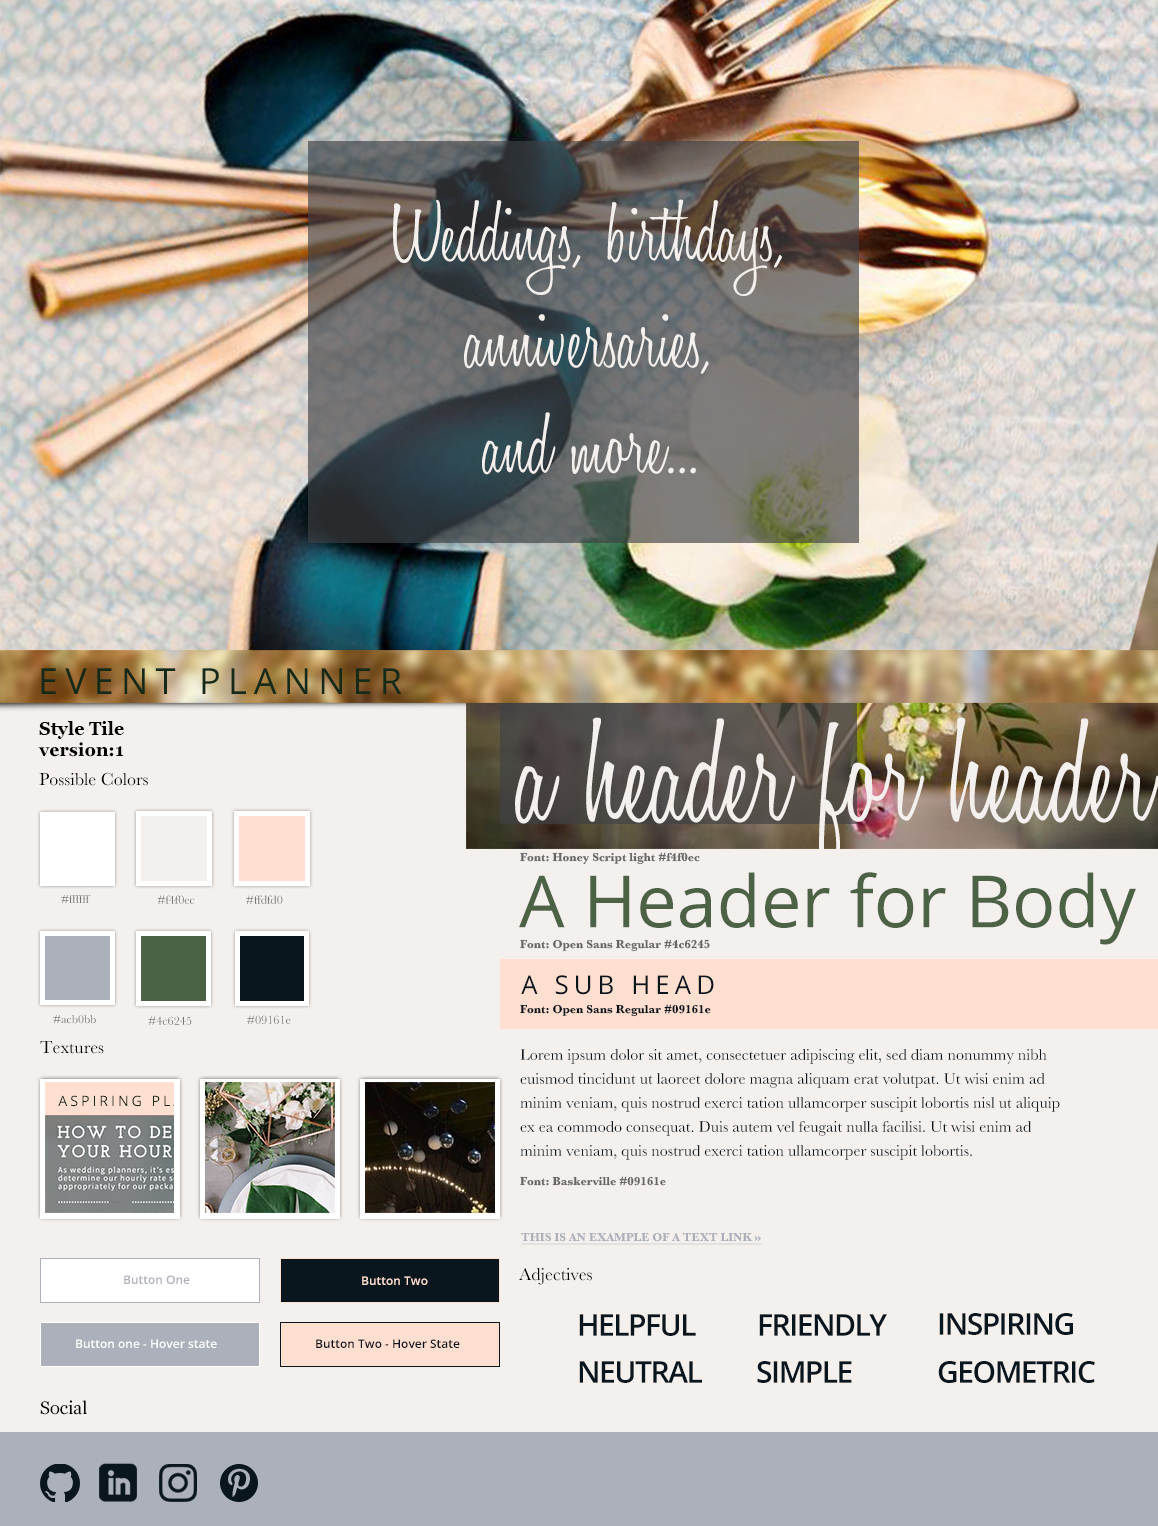 Weddings, birthdays,
anniversaries,
and more...
EVENT PLANNER
Style Tile
version:1
Possible Colors
#ffffff
#f4f0ec
#ffdfd0
#acb0bb
#4c6245
#09161e
Textures
ASPIRING PL
HOW TO DE
YOUR HOUR
As wedding planners, it's es
determine our hourly rate s
appropriately for our packa
Button One
Button Two
Button one - Hover state
Button Two - Hover State
Social
a header for header
Font: Honey Script light #f4f0ec
A Header for Body
Font: Open Sans Regular #4c6245
A SUB HEAD
Font: Open Sans Regular #09161e
Lorem ipsum dolor sit amet, consectetuer adipiscing elit, sed diam nonummy nibh
euismod tincidunt ut laoreet dolore magna aliquam erat volutpat. Ut wisi enim ad
minim veniam, quis nostrud exerci tation ullamcorper suscipit lobortis nisl ut aliquip
ex ea commodo consequat. Duis autem vel feugait nulla facilisi. Ut wisi enim ad
minim veniam, quis nostrud exerci tation ullamcorper suscipit lobortis.
Font: Baskerville #09161e
THIS IS AN EXAMPLE OF A TEXT LINK »
Adjectives
HELPFUL FRIENDLY INSPIRING
NEUTRAL SIMPLE GEOMETRIC
in